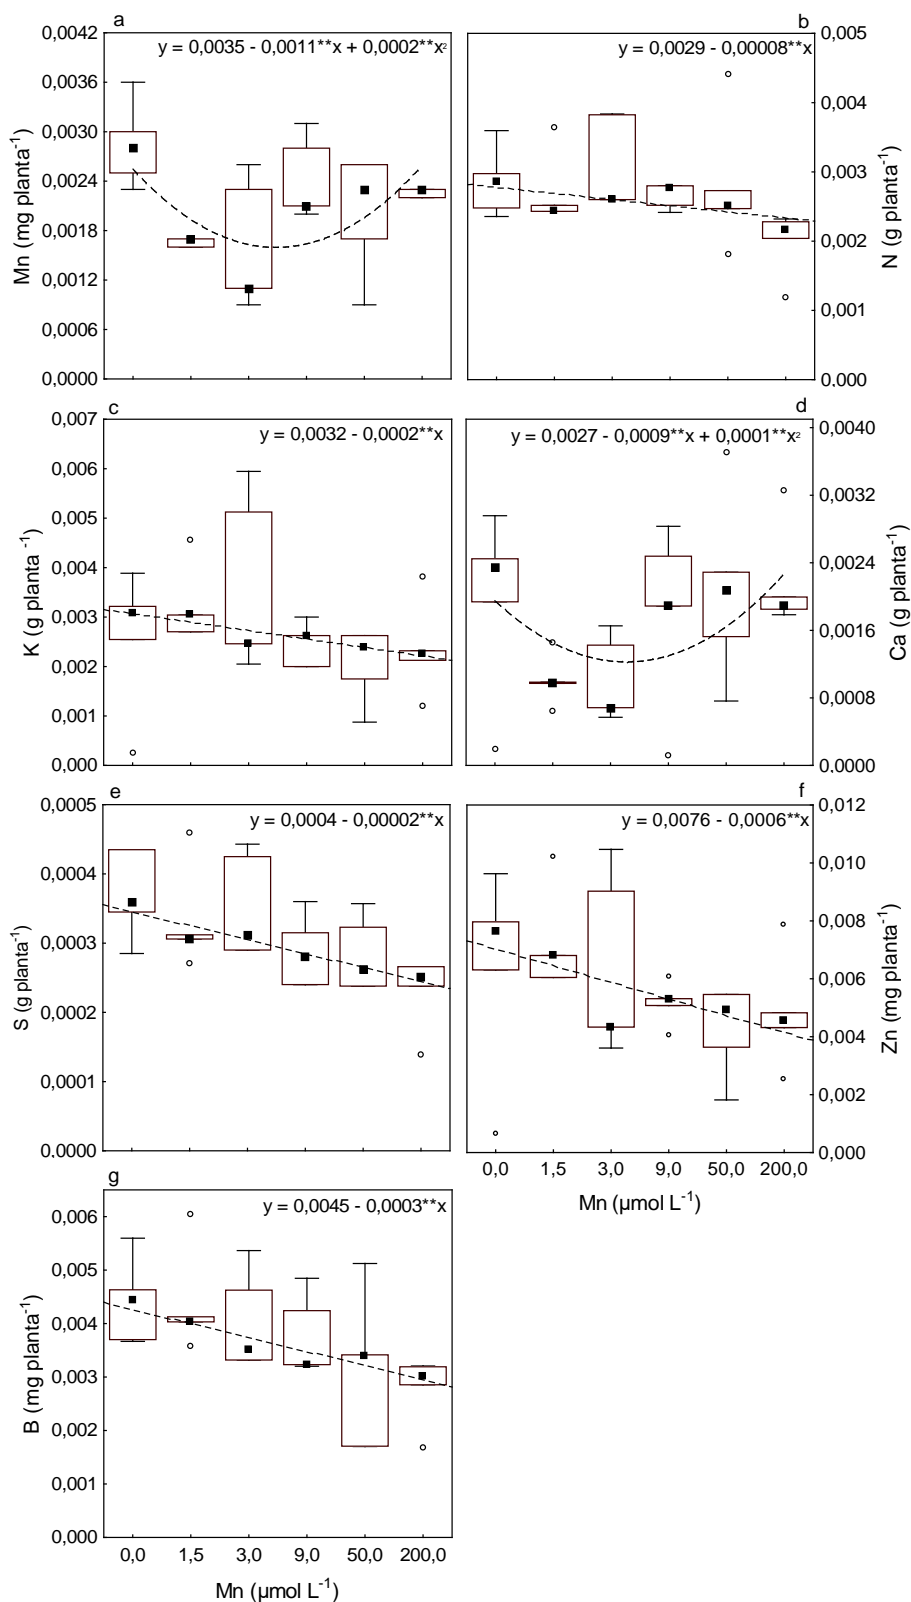 a
y = 0,0035 - 0,0011**x + 0,0002**x²
0,0042
0,0036
0,0030
0,0024
0,0018
0,0012
0,0006
0,0000
Mn (mg planta⁻¹)
b
y = 0,0029 - 0,00008**x
0,005
0,004
0,003
0,002
0,001
0,000
N (g planta⁻¹)
c
y = 0,0032 - 0,0002**x
0,007
0,006
0,005
0,004
0,003
0,002
0,001
0,000
K (g planta⁻¹)
d
y = 0,0027 - 0,0009**x + 0,0001**x²
0,0040
0,0032
0,0024
0,0016
0,0008
0,0000
Ca (g planta⁻¹)
e
y = 0,0004 - 0,00002**x
0,0005
0,0004
0,0003
0,0002
0,0001
0,0000
S (g planta⁻¹)
f
y = 0,0076 - 0,0006**x
0,012
0,010
0,008
0,006
0,004
0,002
0,000
Zn (mg planta⁻¹)
0,0 1,5 3,0 9,0 50,0 200,0
Mn (µmol L⁻¹)
g
y = 0,0045 - 0,0003**x
0,006
0,005
0,004
0,003
0,002
0,001
0,000
B (mg planta⁻¹)
0,0 1,5 3,0 9,0 50,0 200,0
Mn (µmol L⁻¹)